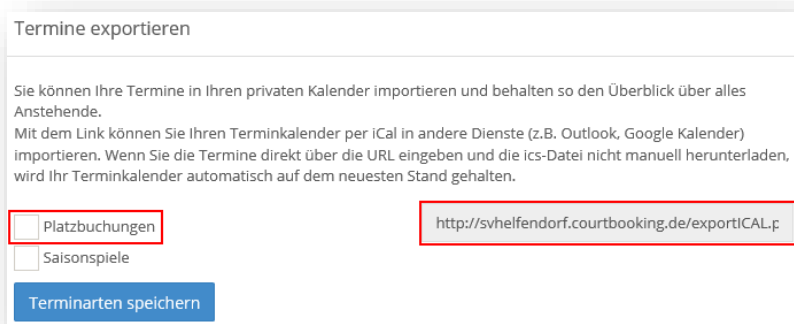 Termine exportieren
Sie können Ihre Termine in Ihren privaten Kalender importieren und behalten so den Überblick über alles
Anstehende.
Mit dem Link können Sie Ihren Terminkalender per iCal in andere Dienste (z.B. Outlook, Google Kalender)
importieren. Wenn Sie die Termine direkt über die URL eingeben und die ics-Datei nicht manuell herunterladen,
wird Ihr Terminkalender automatisch auf dem neuesten Stand gehalten.
Platzbuchungen
http://svhelfendorf.courtbooking.de/exportICAL.p
Saisonspiele
Terminarten speichern